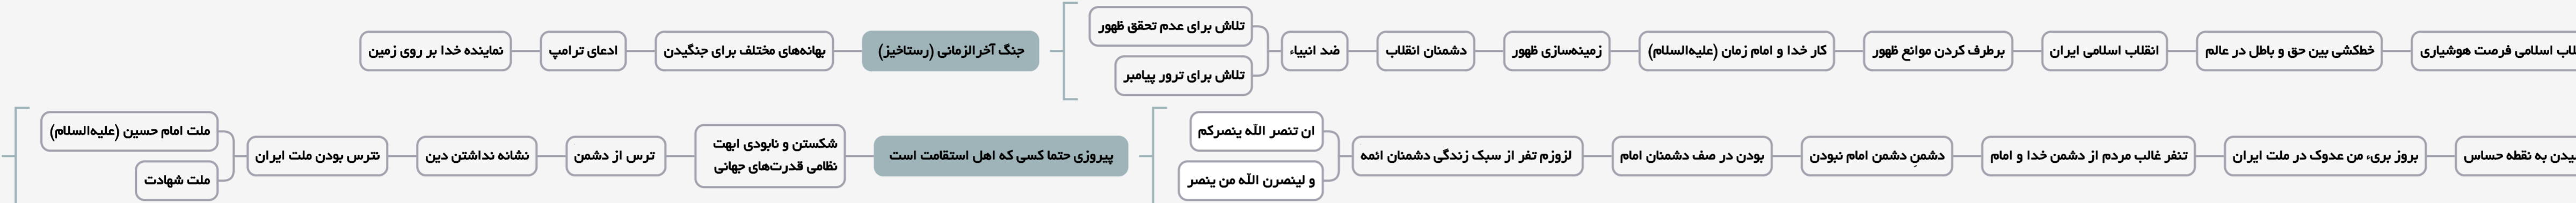 اسلامی فرصت هوشیاری
خطکشی بین حق و باطل در عالم
انقلاب اسلامی ایران
برطرف کردن موانع ظهور
کار خدا و امام زمان (علیه‌السلام)
زمینه‌سازی ظهور
دشمنان انقلاب
ضد انبیاء
تلاش برای عدم تحقق ظهور
تلاش برای ترور پیامبر
جنگ آخرالزمانی (رستاخیز)
بهانه‌های مختلف برای جنگیدن
ادعای ترامپ
نماینده خدا بر روی زمین
به نقطه حساس
بروز بریء من عدوک در ملت ایران
تنفر غالب مردم از دشمن خدا و امام
دشمنِ دشمن امام نبودن
بودن در صف دشمنان امام
لزوزم تفر از سبک زندگی دشمنان ائمه
ان تنصر الله ینصرکم
و لینصرن الله من ینصر
پیروزی حتما کسی که اهل استقامت است
شکستن و نابودی ابهت
نظامی قدرت‌های جهانی
ترس از دشمن
نشانه نداشتن دین
نترس بودن ملت ایران
ملت امام حسین (علیه‌السلام)
ملت شهادت